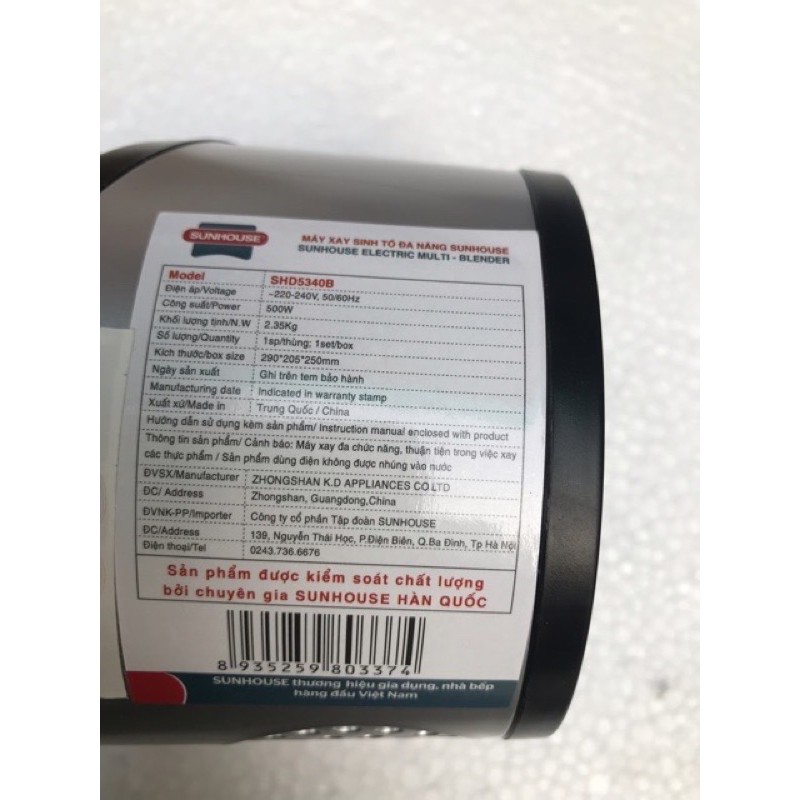 SUNHOUSE
MÁY XAY SINH TỐ ĐA NĂNG SUNHOUSE
SUNHOUSE ELECTRIC MULTI - BLENDER
Model SHD5340B
Điện áp/Voltage ~220-240V, 50/60Hz
Công suất/Power 500W
Khối lượng tịnh/N.W 2.35Kg
Số lượng/Quantity 1sp/thùng; 1set/box
Kích thước/box size 290*205*250mm
Ngày sản xuất Ghi trên tem bảo hành
Manufacturing date Indicated in warranty stamp
Xuất xứ/Made in Trung Quốc / China
Hướng dẫn sử dụng kèm sản phẩm/ Instruction manual enclosed with product
Thông tin sản phẩm/ Cảnh báo: Máy xay đa chức năng, thuận tiện trong việc xay
các thực phẩm / Sản phẩm dùng điện không được nhúng vào nước
ĐVSX/Manufacturer ZHONGSHAN K.D APPLIANCES CO.LTD
ĐC/ Address Zhongshan, Guangdong,China
ĐVNK-PP/Importer Công ty cổ phần Tập đoàn SUNHOUSE
ĐC/Address 139, Nguyễn Thái Học, P.Điện Biên, Q.Ba Đình, Tp Hà Nội
Điện thoại/Tel 0243.736.6676
Sản phẩm được kiểm soát chất lượng
bởi chuyên gia SUNHOUSE HÀN QUỐC
8 935259 803374
SUNHOUSE thương hiệu gia dụng, nhà bếp
hàng đầu Việt Nam